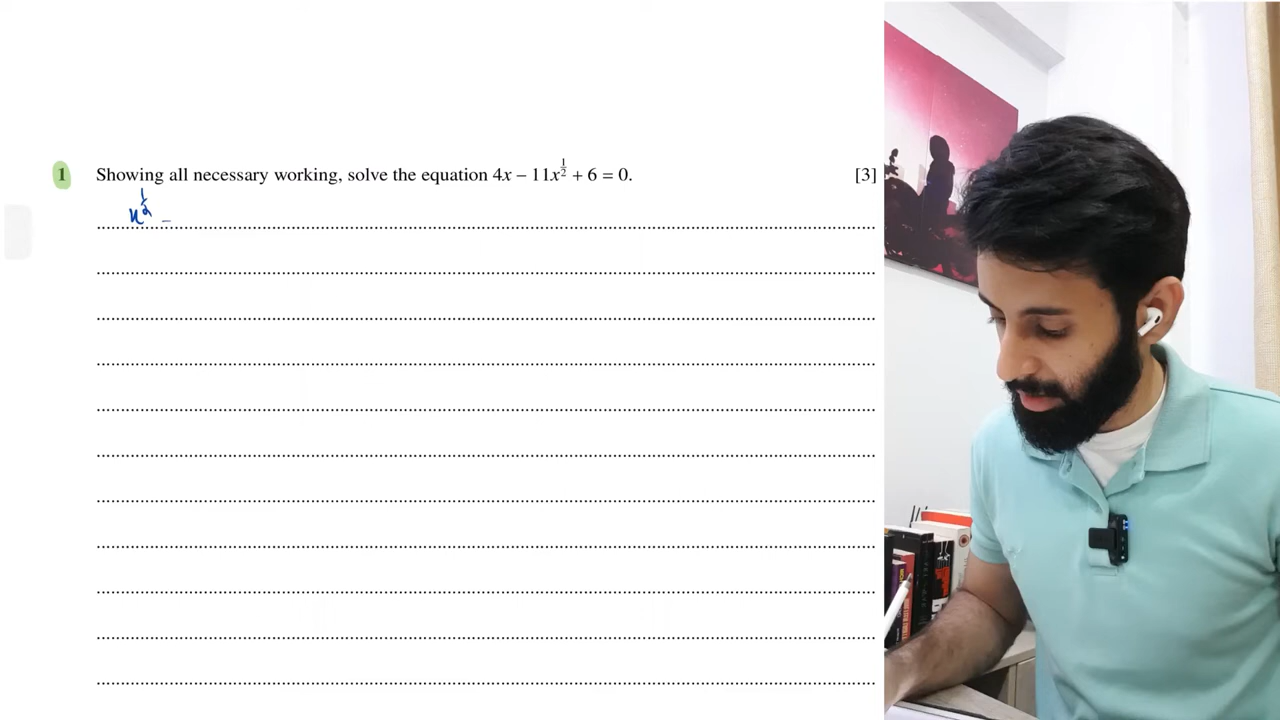 1 Showing all necessary working, solve the equation 4x − 11x^{1/2} + 6 = 0. [3]
x^{1/2} =